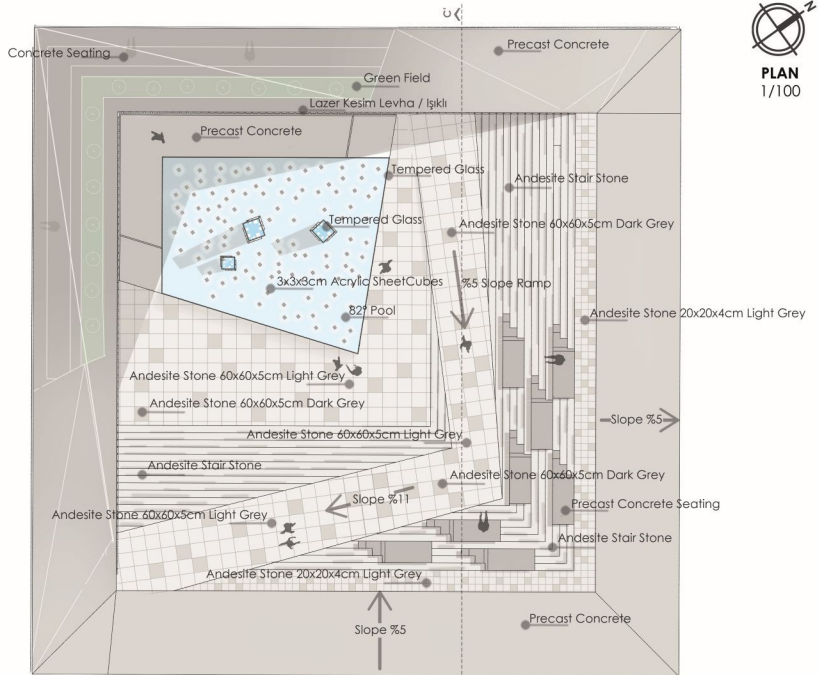 C
N
Concrete Seating
Precast Concrete
PLAN
1/100
Green Field
Lazer Kesim Levha / Işıklı
Precast Concrete
Tempered Glass
Andesite Stair Stone
Tempered Glass
Andesite Stone 60x60x5cm Dark Grey
3x3x3cm Acrylic SheetCubes
%5 Slope Ramp
82° Pool
Andesite Stone 20x20x4cm Light Grey
Andesite Stone 60x60x5cm Light Grey
Andesite Stone 60x60x5cm Dark Grey
Slope %5
Andesite Stone 60x60x5cm Light Grey
Andesite Stair Stone
Andesite Stone 60x60x5cm Dark Grey
Slope %11
Precast Concrete Seating
Andesite Stone 60x60x5cm Light Grey
Andesite Stair Stone
Andesite Stone 20x20x4cm Light Grey
Precast Concrete
Slope %5